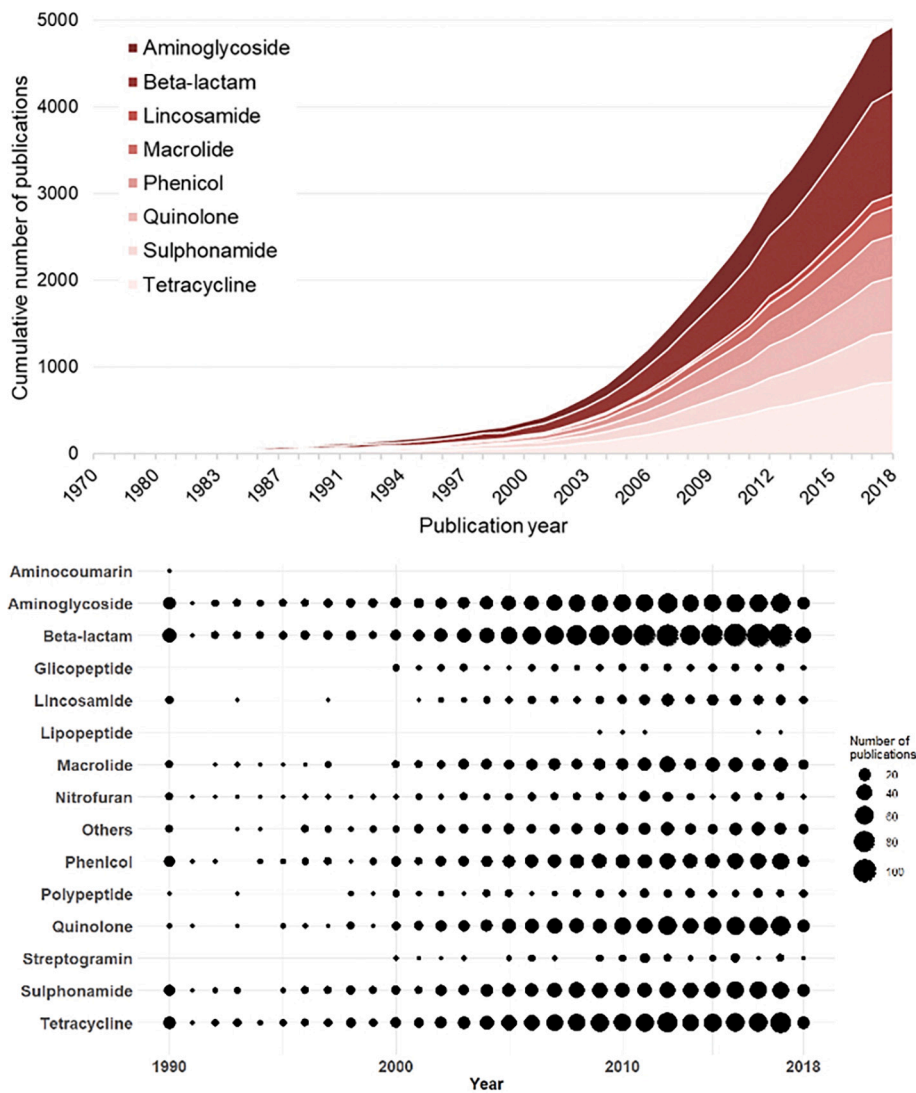 5000
4000
3000
2000
1000
0
Cumulative number of publications
Aminoglycoside
Beta-lactam
Lincosamide
Macrolide
Phenicol
Quinolone
Sulphonamide
Tetracycline
1970
1980
1983
1987
1991
1994
1997
2000
2003
2006
2009
2012
2015
2018
Publication year
Aminocoumarin
Aminoglycoside
Beta-lactam
Glicopeptide
Lincosamide
Lipopeptide
Macrolide
Nitrofuran
Others
Phenicol
Polypeptide
Quinolone
Streptogramin
Sulphonamide
Tetracycline
1990
2000
2010
2018
Year
Number of
publications
20
40
60
80
100